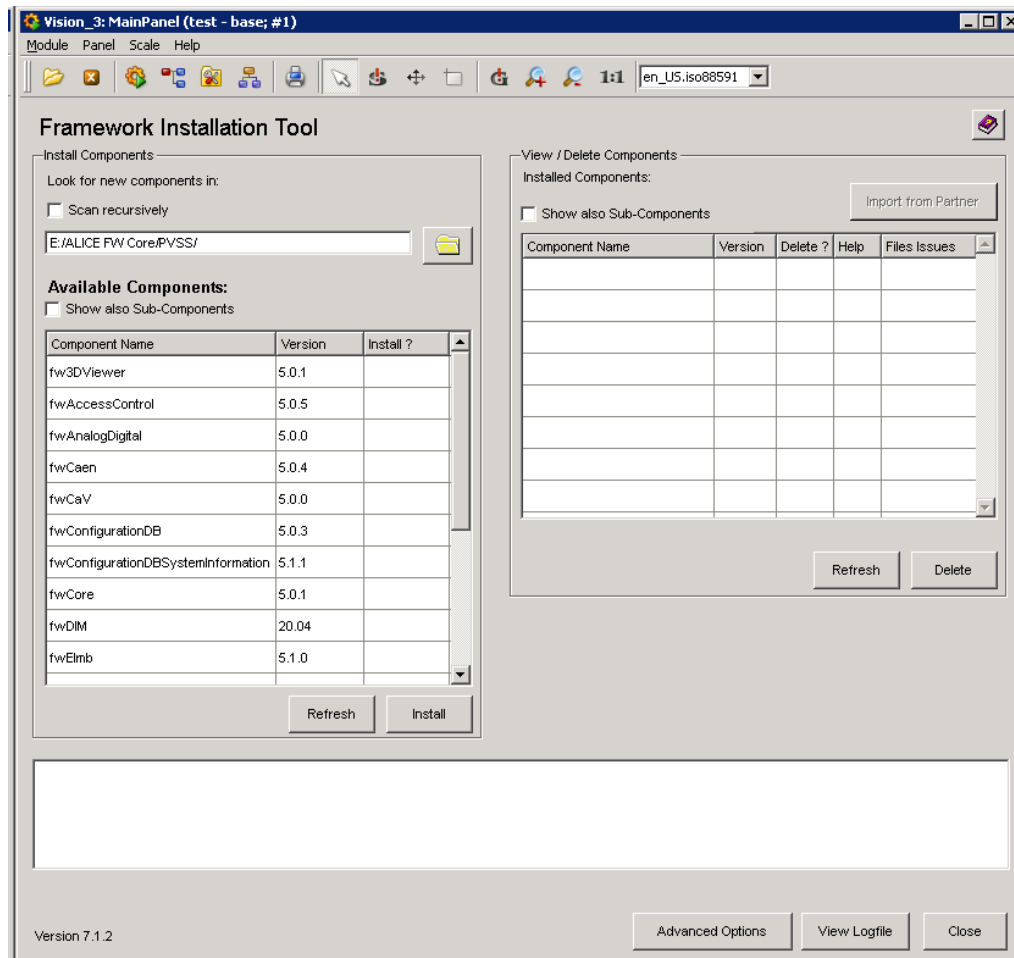 Vision_3: MainPanel (test - base; #1)
Module Panel Scale Help
1:1 en_US.iso88591
Framework Installation Tool
Install Components
Look for new components in:
Scan recursively
E:/ALICE FW Core/PVSS/
Available Components:
Show also Sub-Components
Component Name Version Install ?
fw3DViewer 5.0.1
fwAccessControl 5.0.5
fwAnalogDigital 5.0.0
fwCaen 5.0.4
fwCaV 5.0.0
fwConfigurationDB 5.0.3
fwConfigurationDBSystemInformation 5.1.1
fwCore 5.0.1
fwDIM 20.04
fwElmb 5.1.0
Refresh Install
View / Delete Components
Installed Components:
Import from Partner
Show also Sub-Components
Component Name Version Delete ? Help Files Issues
Refresh Delete
Version 7.1.2
Advanced Options View Logfile Close